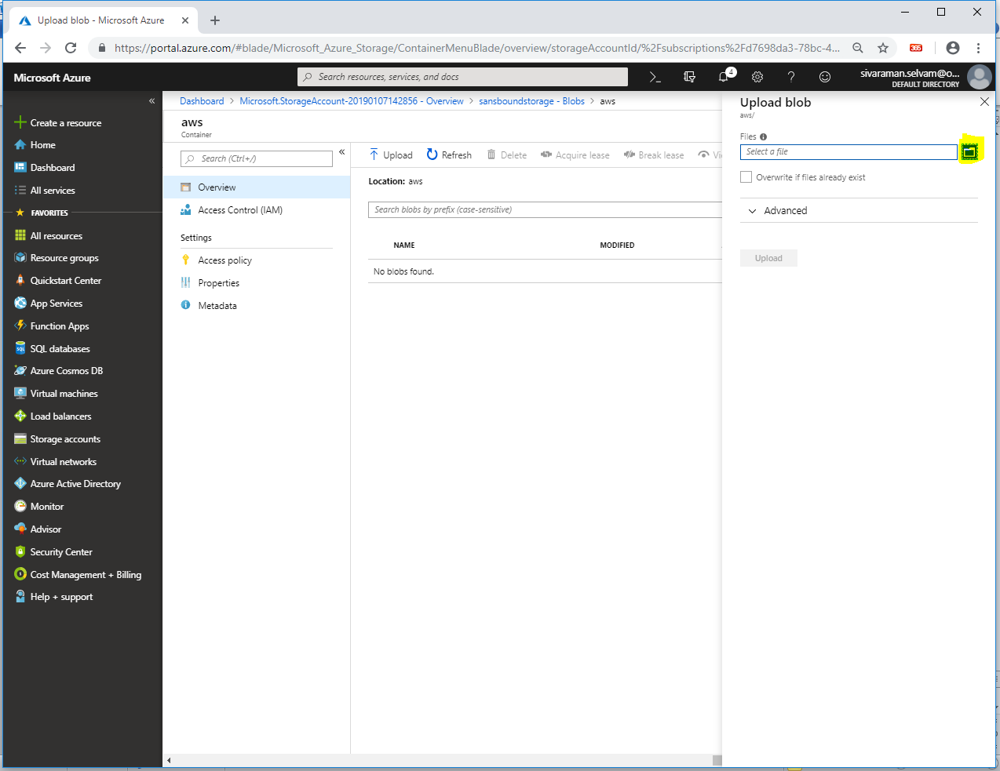 Upload blob - Microsoft Azure
https://portal.azure.com/#blade/Microsoft_Azure_Storage/ContainerMenuBlade/overview/storageAccountId/%2Fsubscriptions%2Fd7698da3-78bc-4...
365
Microsoft Azure
Search resources, services, and docs
4
sivaraman.selvam@o...
DEFAULT DIRECTORY
Create a resource
Home
Dashboard
All services
FAVORITES
All resources
Resource groups
Quickstart Center
App Services
Function Apps
SQL databases
Azure Cosmos DB
Virtual machines
Load balancers
Storage accounts
Virtual networks
Azure Active Directory
Monitor
Advisor
Security Center
Cost Management + Billing
Help + support
Dashboard > Microsoft.StorageAccount-20190107142856 - Overview > sansboundstorage - Blobs > aws
aws
Container
Search (Ctrl+/)
Overview
Access Control (IAM)
Settings
Access policy
Properties
Metadata
Upload Refresh Delete Acquire lease Break lease
Location: aws
Search blobs by prefix (case-sensitive)
NAME MODIFIED
No blobs found.
Upload blob
aws/
Files
Select a file
Overwrite if files already exist
Advanced
Upload